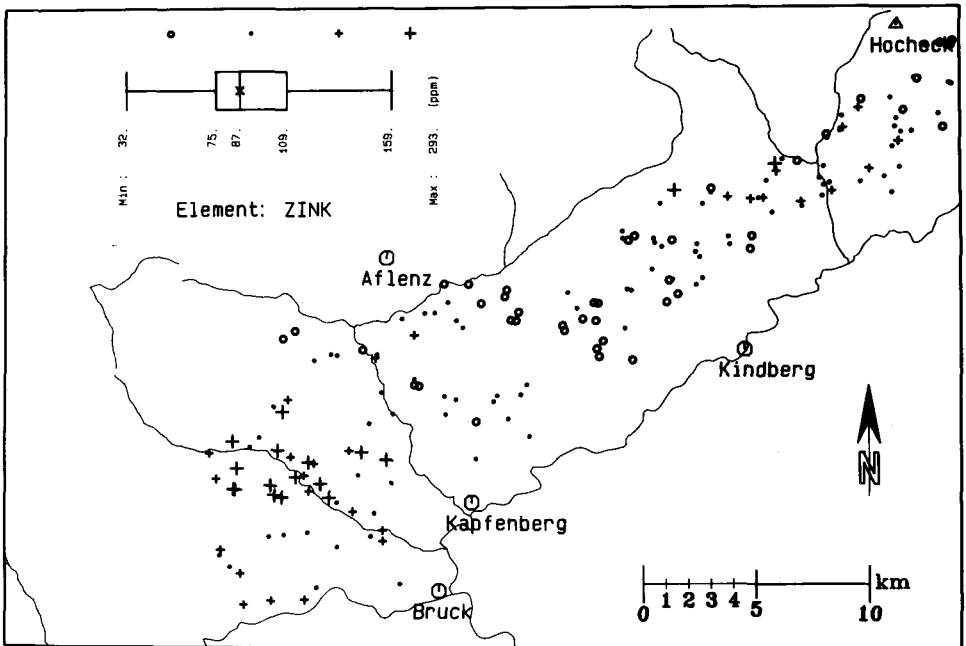 Hocheck
Min : 32. 75. 87. 109. 159. Max : 293. (ppm)
Element: ZINK
Aflenz
Kindberg
N
Kapfenberg
Bruck
km
0 1 2 3 4 5 10